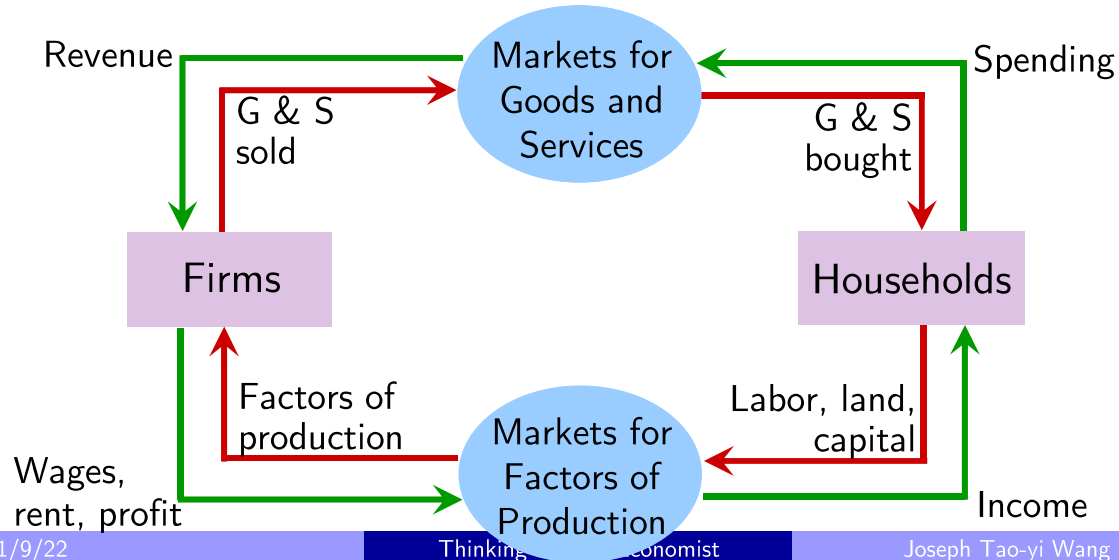 Revenue
Markets for
Goods and
Services
Spending
G & S
sold
G & S
bought
Firms
Households
Factors of
production
Markets for
Factors of
Production
Labor, land,
capital
Wages,
rent, profit
Income
1/9/22
Thinking
conomist
Joseph Tao-yi Wang